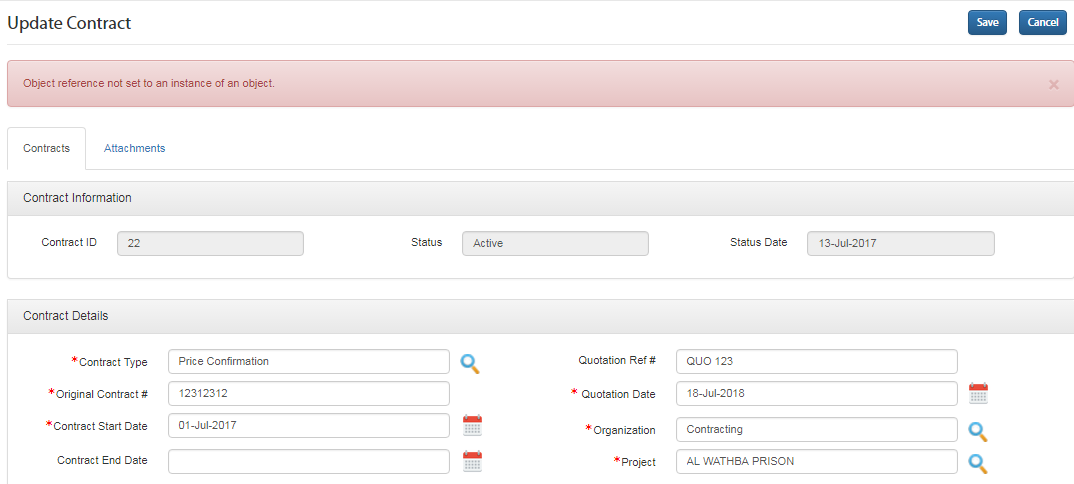 Update Contract
Save
Cancel
Object reference not set to an instance of an object.
×
Contracts
Attachments
Contract Information
Contract ID
22
Status
Active
Status Date
13-Jul-2017
Contract Details
*Contract Type
Price Confirmation
Quotation Ref #
QUO 123
*Original Contract #
12312312
* Quotation Date
18-Jul-2018
*Contract Start Date
01-Jul-2017
*Organization
Contracting
Contract End Date
*Project
AL WATHBA PRISON